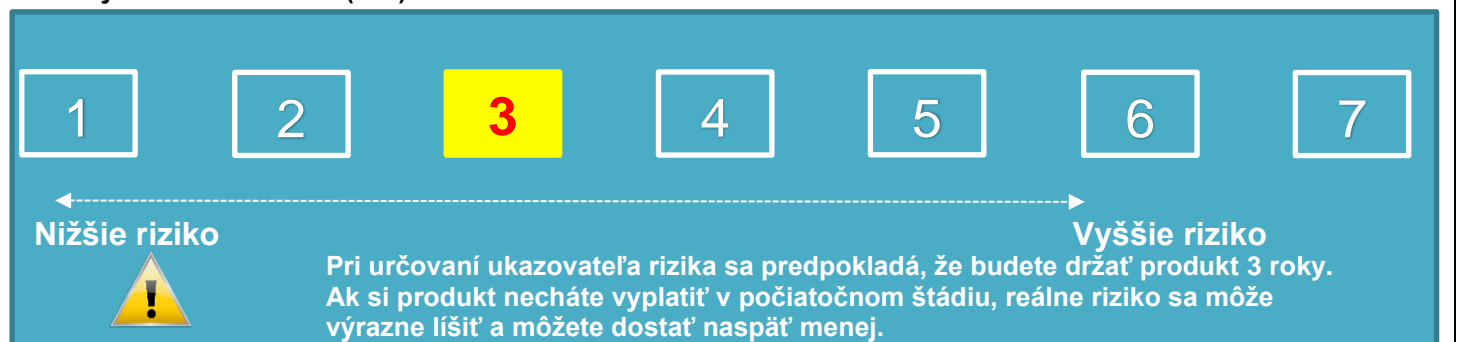 1 2 3 4 5 6 7
Nižšie riziko Vyššie riziko
Pri určovaní ukazovateľa rizika sa predpokladá, že budete držať produkt 3 roky.
Ak si produkt necháte vyplatiť v počiatočnom štádiu, reálne riziko sa môže
výrazne líšiť a môžete dostať naspäť menej.